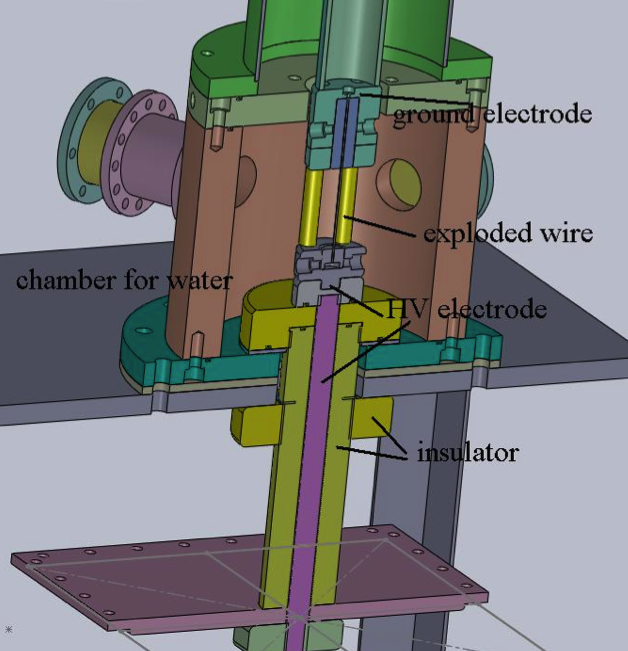 ground electrode
exploded wire
chamber for water
HV electrode
insulator